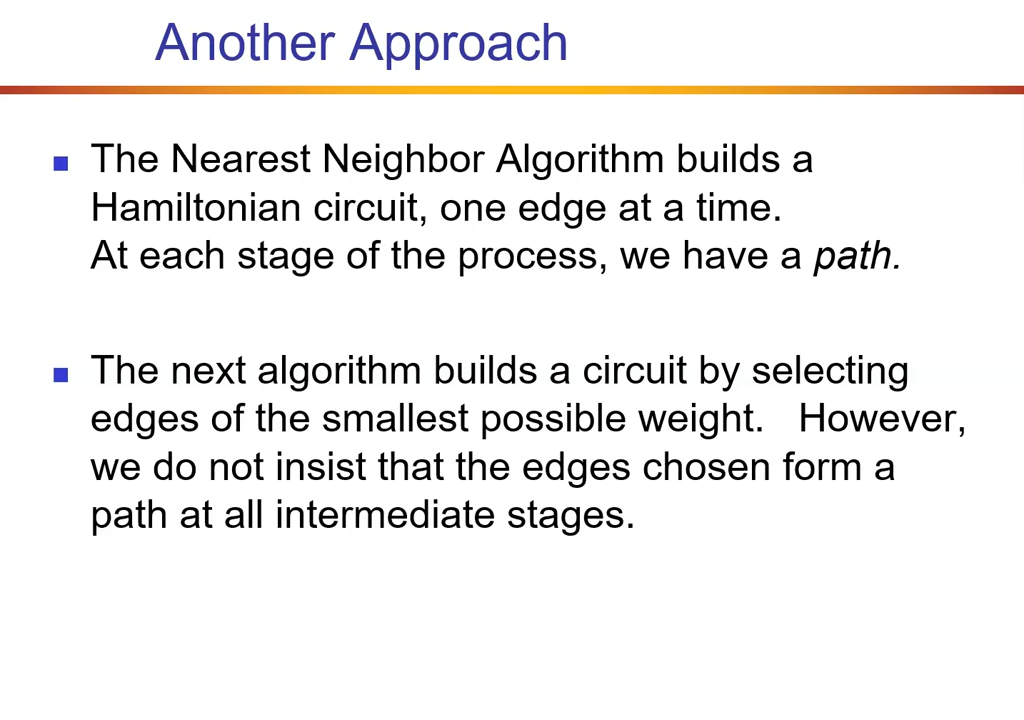 Another Approach
The Nearest Neighbor Algorithm builds a
Hamiltonian circuit, one edge at a time.
At each stage of the process, we have a path.
The next algorithm builds a circuit by selecting
edges of the smallest possible weight. However,
we do not insist that the edges chosen form a
path at all intermediate stages.